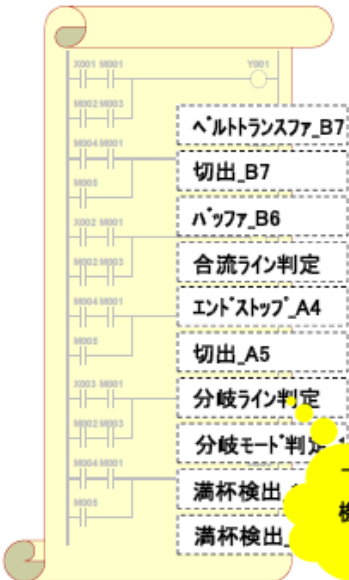 X001 M001 Y001
M002 M003
ﾍﾞﾙﾄﾄﾗﾝｽﾌｧ_B7
M004 M001
切出_B7
M005
ﾊﾞｯﾌｧ_B6
X002 M001
合流ライン判定
M002 M003
ｴﾝﾄﾞｽﾄｯﾌﾟ_A4
M004 M001
切出_A5
M005
分岐ライン判定
X003 M001
分岐ﾓｰﾄﾞ判定
M002 M003
満杯検出
M004 M001
満杯検出_
M005